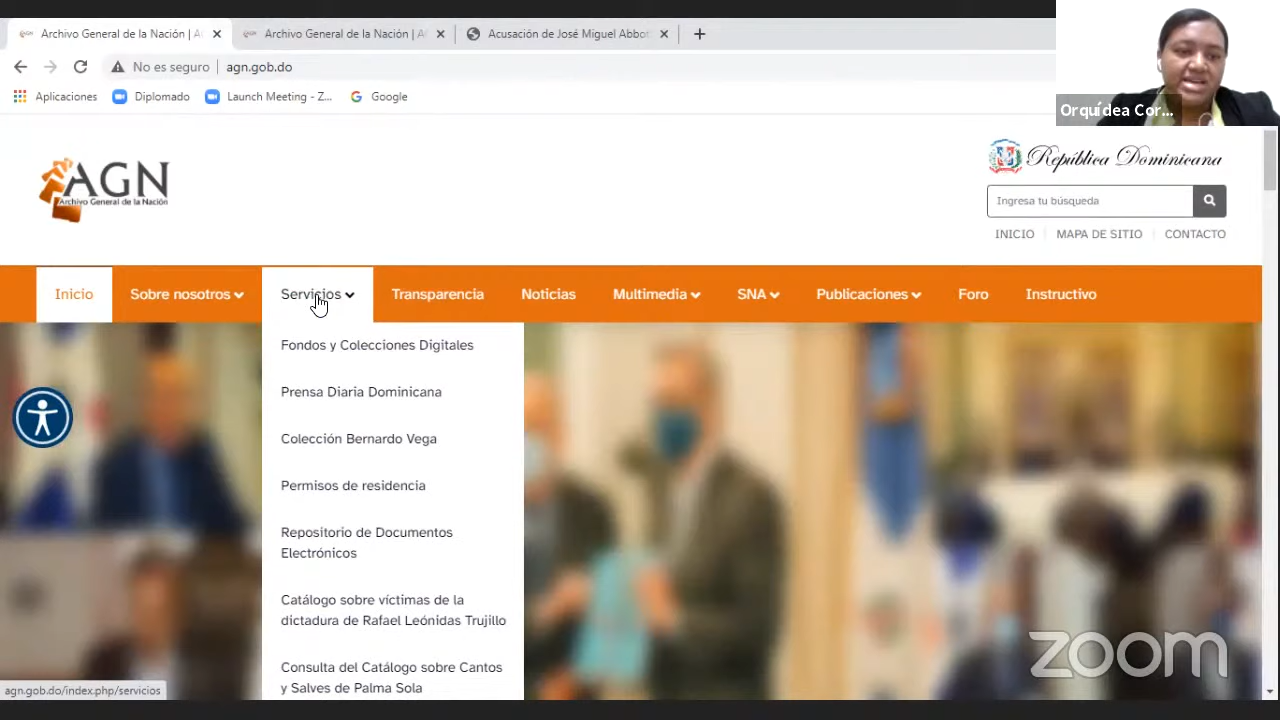 Archivo General de la Nación | A
Archivo General de la Nación | A
Acusación de José Miguel Abbot
No es seguro
agn.gob.do
Aplicaciones
Diplomado
Launch Meeting - Z...
Google
Orquídea Cor...
AGN
Archivo General de la Nación
República Dominicana
Ingresa tu búsqueda
INICIO
MAPA DE SITIO
CONTACTO
Inicio
Sobre nosotros
Servicios
Transparencia
Noticias
Multimedia
SNA
Publicaciones
Foro
Instructivo
Fondos y Colecciones Digitales
Prensa Diaria Dominicana
Colección Bernardo Vega
Permisos de residencia
Repositorio de Documentos
Electrónicos
Catálogo sobre víctimas de la
dictadura de Rafael Leónidas Trujillo
Consulta del Catálogo sobre Cantos
y Salves de Palma Sola
agn.gob.do/index.php/servicios
zoom